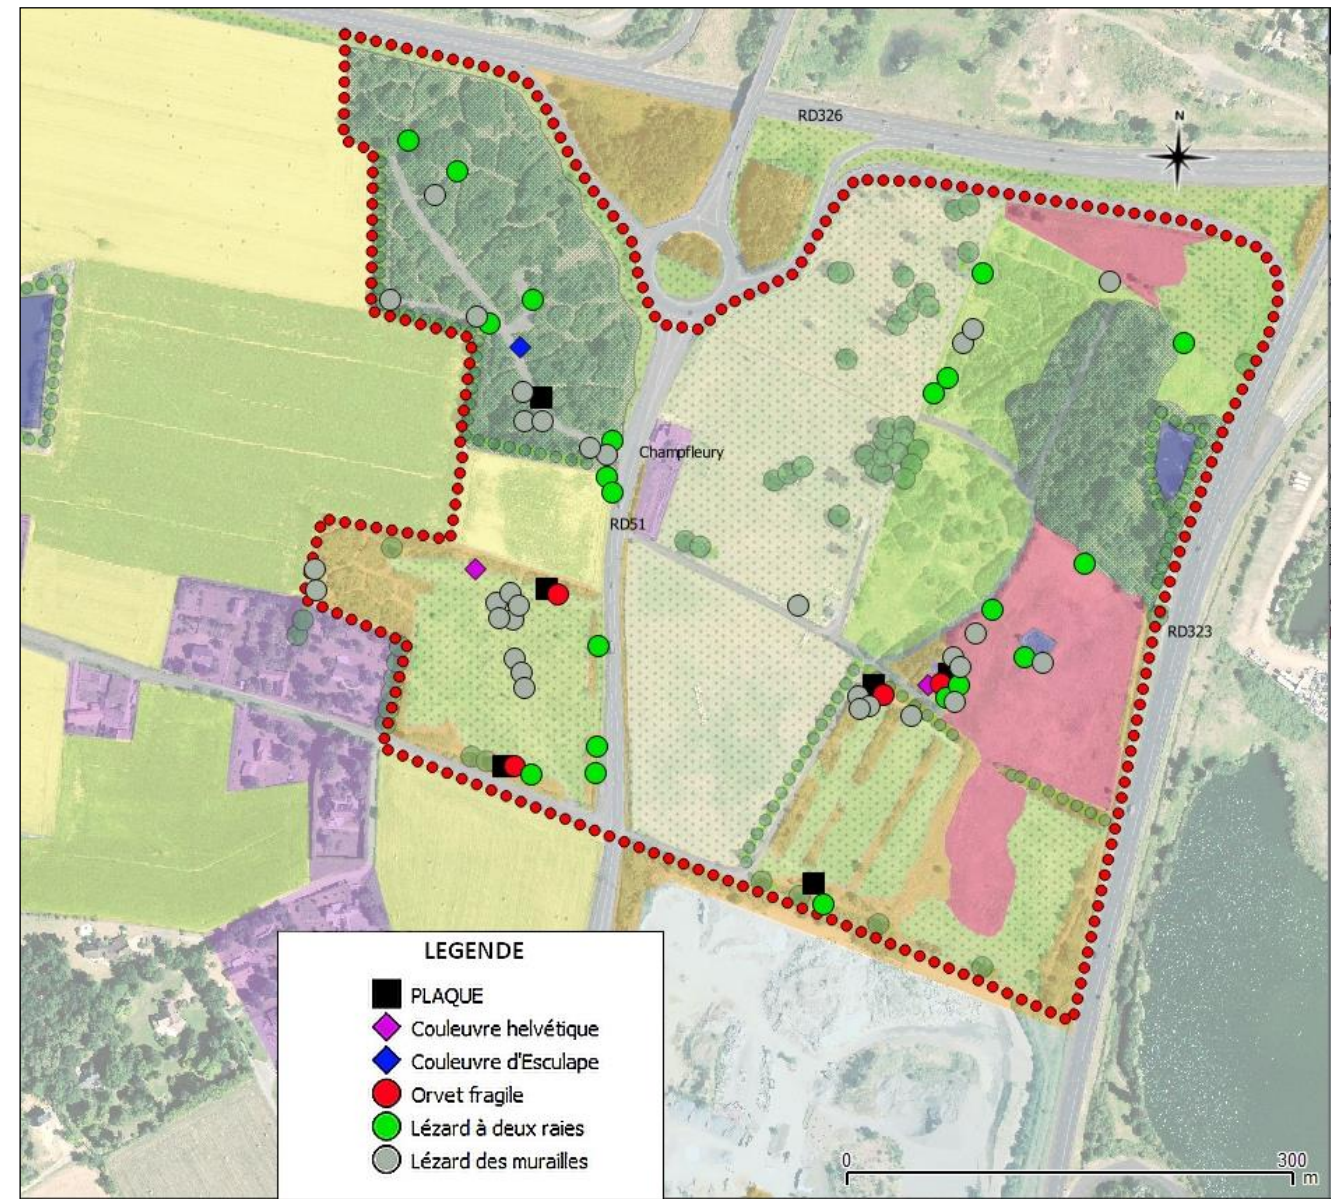 RD326
N
Champfleury
RD51
RD323
LEGENDE
PLAQUE
Couleuvre helvétique
Couleuvre d'Esculape
Orvet fragile
Lézard à deux raies
Lézard des murailles
0 300
m